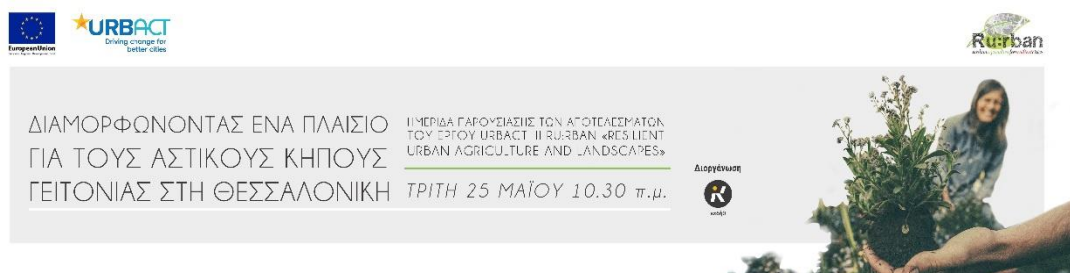 European Union
URBACT
Driving change for
better cities
Ru:rban
ΔΙΑΜΟΡΦΩΝΟΝΤΑΣ ΕΝΑ ΠΛΑΙΣΙΟ
ΓΙΑ ΤΟΥΣ ΑΣΤΙΚΟΥΣ ΚΗΠΟΥΣ
ΓΕΙΤΟΝΙΑΣ ΣΤΗ ΘΕΣΣΑΛΟΝΙΚΗ
ΗΜΕΡΙΔΑ ΠΑΡΟΥΣΙΑΣΗΣ ΤΩΝ ΑΠΟΤΕΛΕΣΜΑΤΩΝ
ΤΟΥ ΕΡΓΟΥ URBACT III RU:RBAN «RESILIENT
URBAN AGRICULTURE AND LANDSCAPES»
ΤΡΙΤΗ 25 ΜΑΪΟΥ 10.30 π.μ.
Διοργάνωση